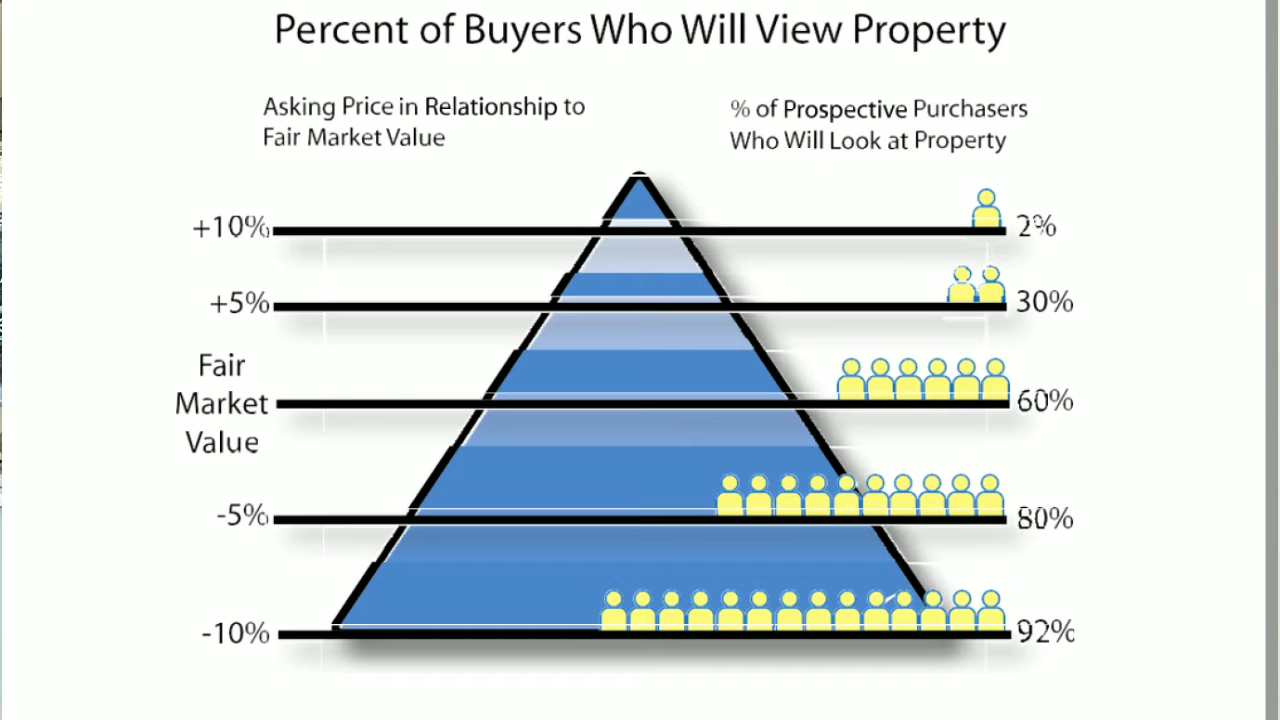 Percent of Buyers Who Will View Property
Asking Price in Relationship to
Fair Market Value
% of Prospective Purchasers
Who Will Look at Property
+10%
2%
+5%
30%
Fair
Market
Value
60%
-5%
80%
-10%
92%